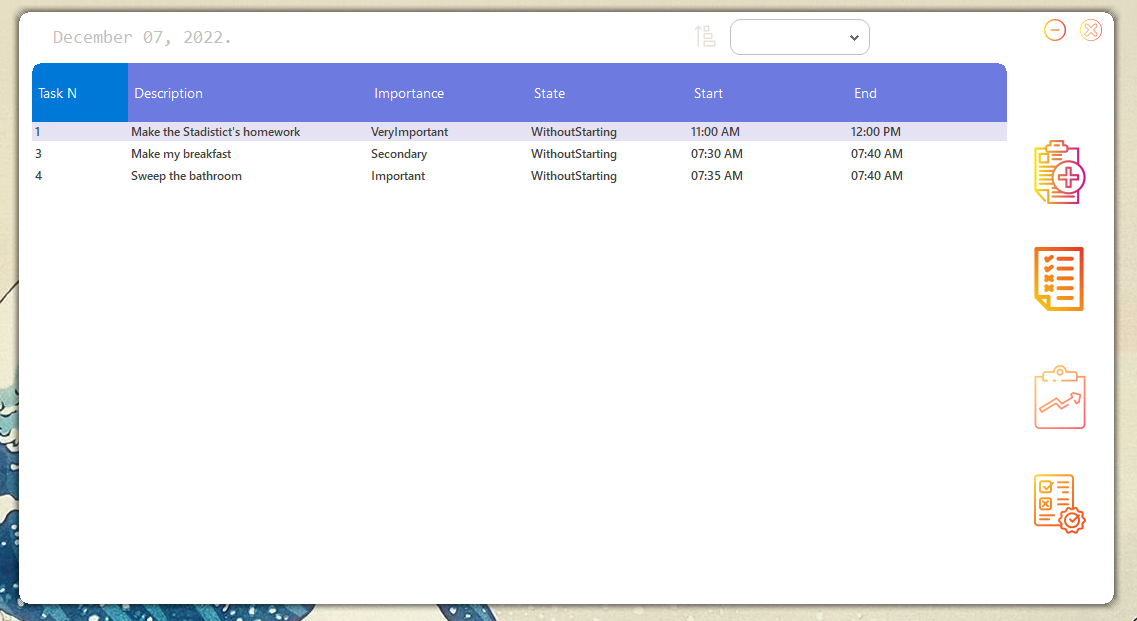 December 07, 2022.
Task N Description Importance State Start End
1 Make the Stadistict's homework VeryImportant WithoutStarting 11:00 AM 12:00 PM
3 Make my breakfast Secondary WithoutStarting 07:30 AM 07:40 AM
4 Sweep the bathroom Important WithoutStarting 07:35 AM 07:40 AM